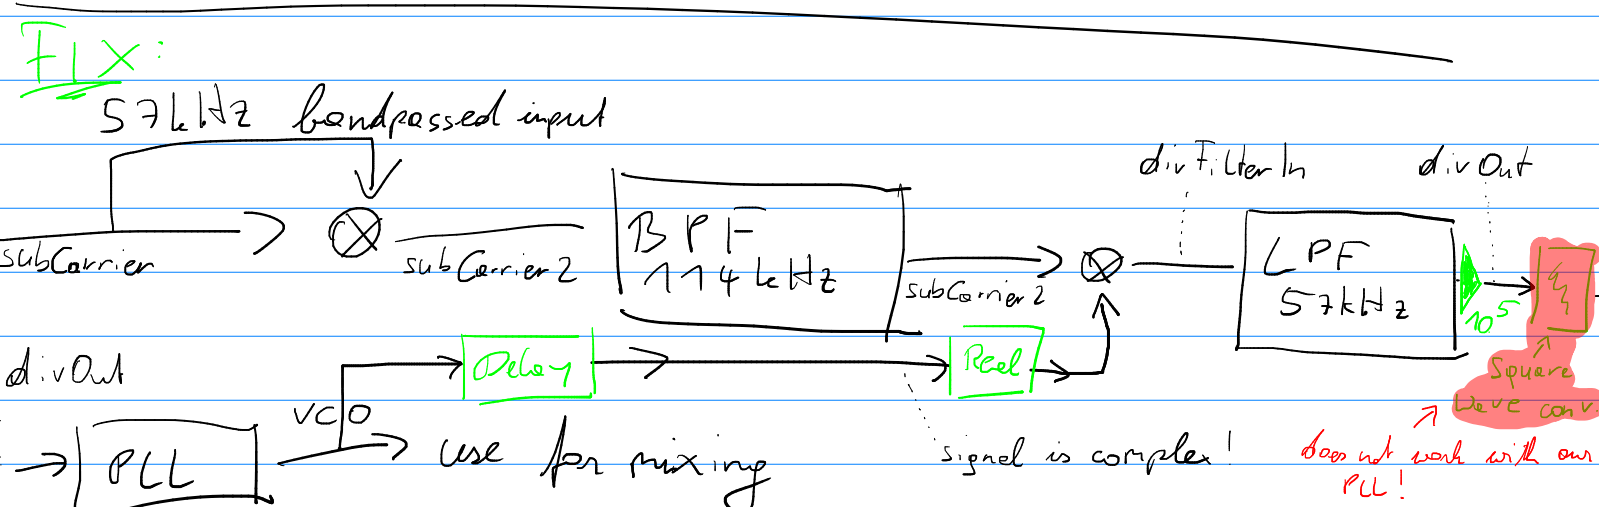 FIX:
57kHz bandpassed input
divFilterIn
divOut
subCarrier
subCarrier2
BPF
114kHz
subCarrier2
LPF
57kHz
10^5
divOut
Delay
Real
Square
Wave conv.
VCO
PLL
use for mixing
signal is complex!
does not work with our
PLL!